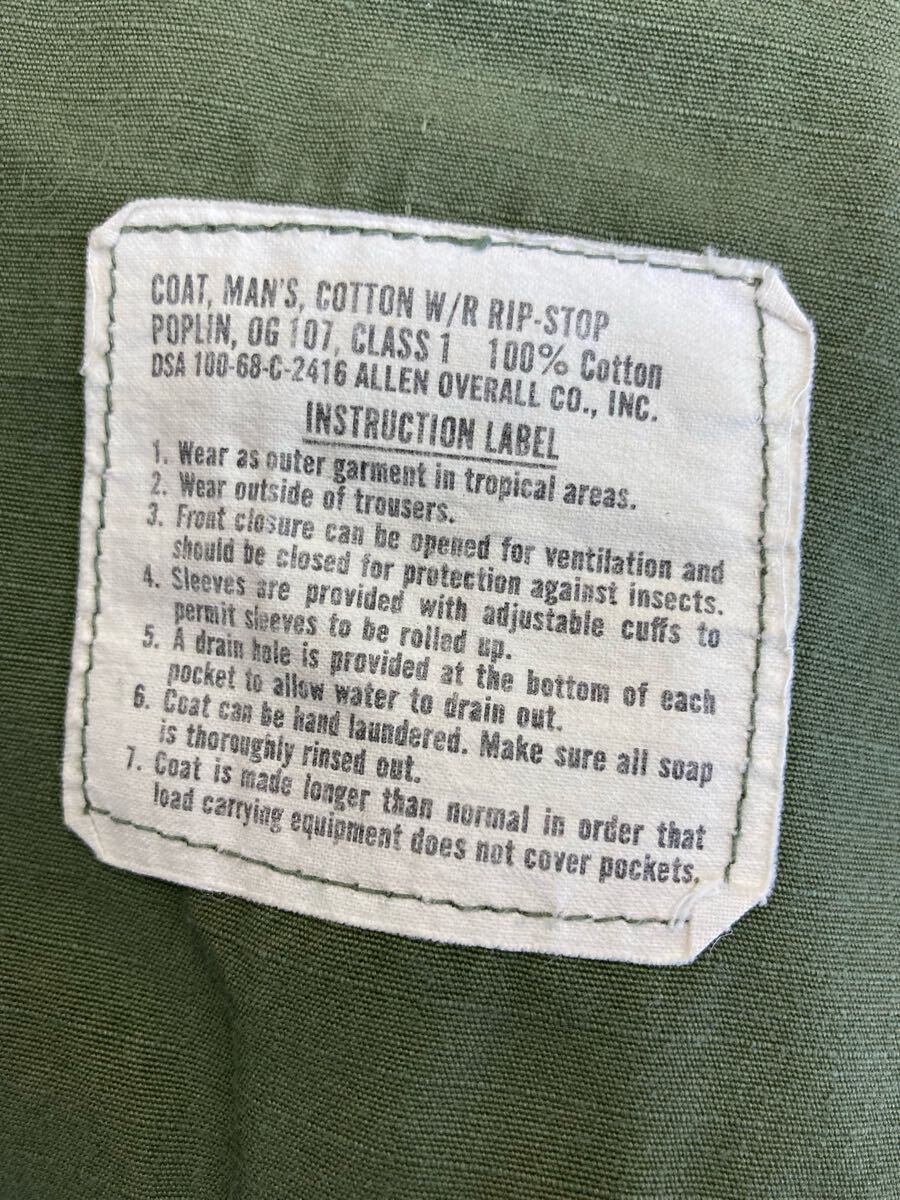 COAT, MAN'S, COTTON W/R RIP-STOP
POPLIN, OG 107, CLASS 1 100% Cotton
DSA 100-68-C-2416 ALLEN OVERALL CO., INC.
INSTRUCTION LABEL
1. Wear as outer garment in tropical areas.
2. Wear outside of trousers.
3. Front closure can be opened for ventilation and
should be closed for protection against insects.
4. Sleeves are provided with adjustable cuffs to
permit sleeves to be rolled up.
5. A drain hole is provided at the bottom of each
pocket to allow water to drain out.
6. Coat can be hand laundered. Make sure all soap
is thoroughly rinsed out.
7. Coat is made longer than normal in order that
load carrying equipment does not cover pockets.